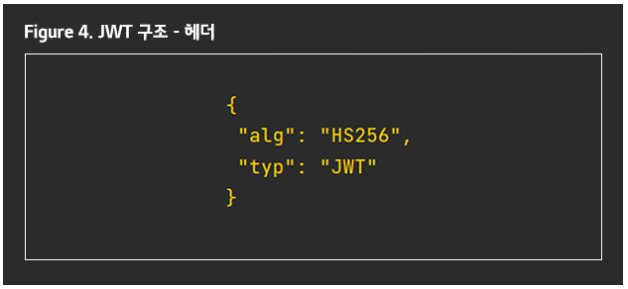 Figure 4. JWT 구조 - 헤더
{
"alg": "HS256",
"typ": "JWT"
}